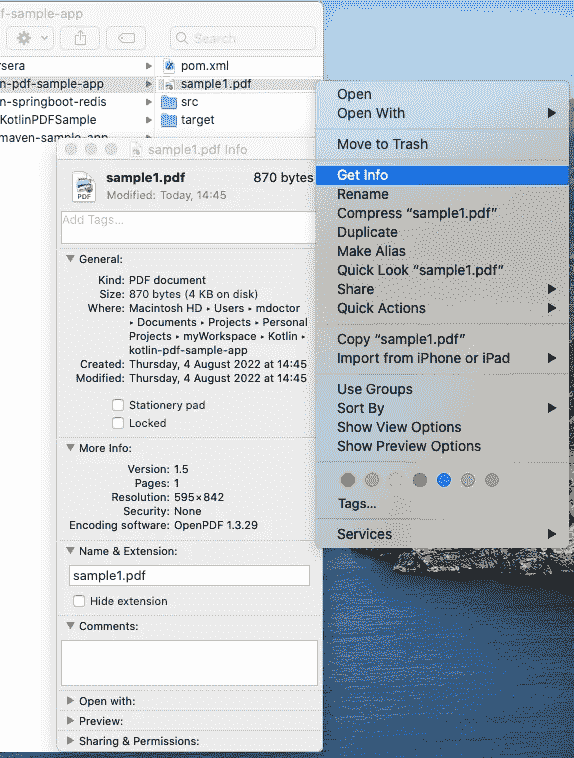 df-sample-app
Search
rsera
pom.xml
n-pdf-sample-app
sample1.pdf
n-springboot-redis
src
KotlinPDFSample
target
maven-sample-app
sample1.pdf Info
sample1.pdf
870 bytes
Modified: Today, 14:45
Add Tags...
General:
Kind: PDF document
Size: 870 bytes (4 KB on disk)
Where: Macintosh HD ▸ Users ▸ mdoctor
▸ Documents ▸ Projects ▸ Personal
Projects ▸ myWorkspace ▸ Kotlin ▸
kotlin-pdf-sample-app
Created: Thursday, 4 August 2022 at 14:45
Modified: Thursday, 4 August 2022 at 14:45
Stationery pad
Locked
More Info:
Version: 1.5
Pages: 1
Resolution: 595×842
Security: None
Encoding software: OpenPDF 1.3.29
Name & Extension:
sample1.pdf
Hide extension
Comments:
Open with:
Preview:
Sharing & Permissions:
Open
Open With
Move to Trash
Get Info
Rename
Compress “sample1.pdf”
Duplicate
Make Alias
Quick Look “sample1.pdf”
Share
Quick Actions
Copy “sample1.pdf”
Import from iPhone or iPad
Use Groups
Sort By
Show View Options
Show Preview Options
Tags...
Services
PDF